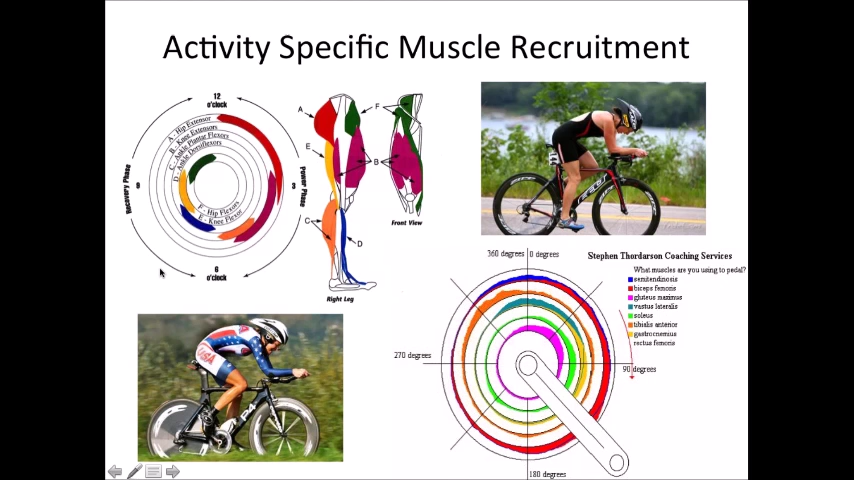 Activity Specific Muscle Recruitment
12
o'clock
A - Hip Extensor
B - Knee Extensors
C - Ankle Plantar Flexors
D - Ankle Dorsiflexors
F - Hip Flexors
E - Knee Flexor
Recovery Phase
9
3
Power Phase
6
o'clock
A
F
E
B
C
D
Front View
Right Leg
USA
FELT
360 degrees
0 degrees
270 degrees
90 degrees
180 degrees
Stephen Thordarson Coaching Services
What muscles are you using to pedal?
semitendinosis
biceps femoris
gluteus maximus
vastus lateralis
soleus
tibialis anterior
gastrocnemius
rectus femoris